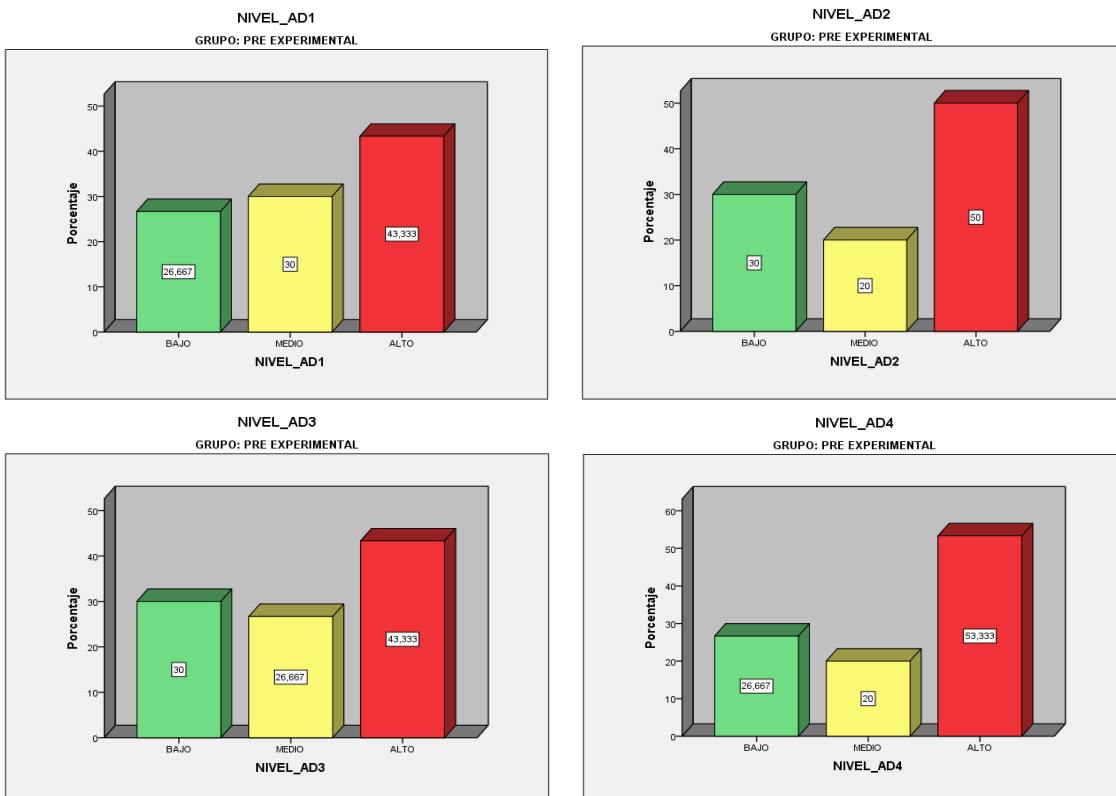 NIVEL_AD1
GRUPO: PRE EXPERIMENTAL
Porcentaje
50
40
30
20
10
0
26,667
30
43,333
BAJO
MEDIO
ALTO
NIVEL_AD1
NIVEL_AD2
GRUPO: PRE EXPERIMENTAL
Porcentaje
50
40
30
20
10
0
30
20
50
BAJO
MEDIO
ALTO
NIVEL_AD2
NIVEL_AD3
GRUPO: PRE EXPERIMENTAL
Porcentaje
50
40
30
20
10
0
30
26,667
43,333
BAJO
MEDIO
ALTO
NIVEL_AD3
NIVEL_AD4
GRUPO: PRE EXPERIMENTAL
Porcentaje
60
50
40
30
20
10
0
26,667
20
53,333
BAJO
MEDIO
ALTO
NIVEL_AD4